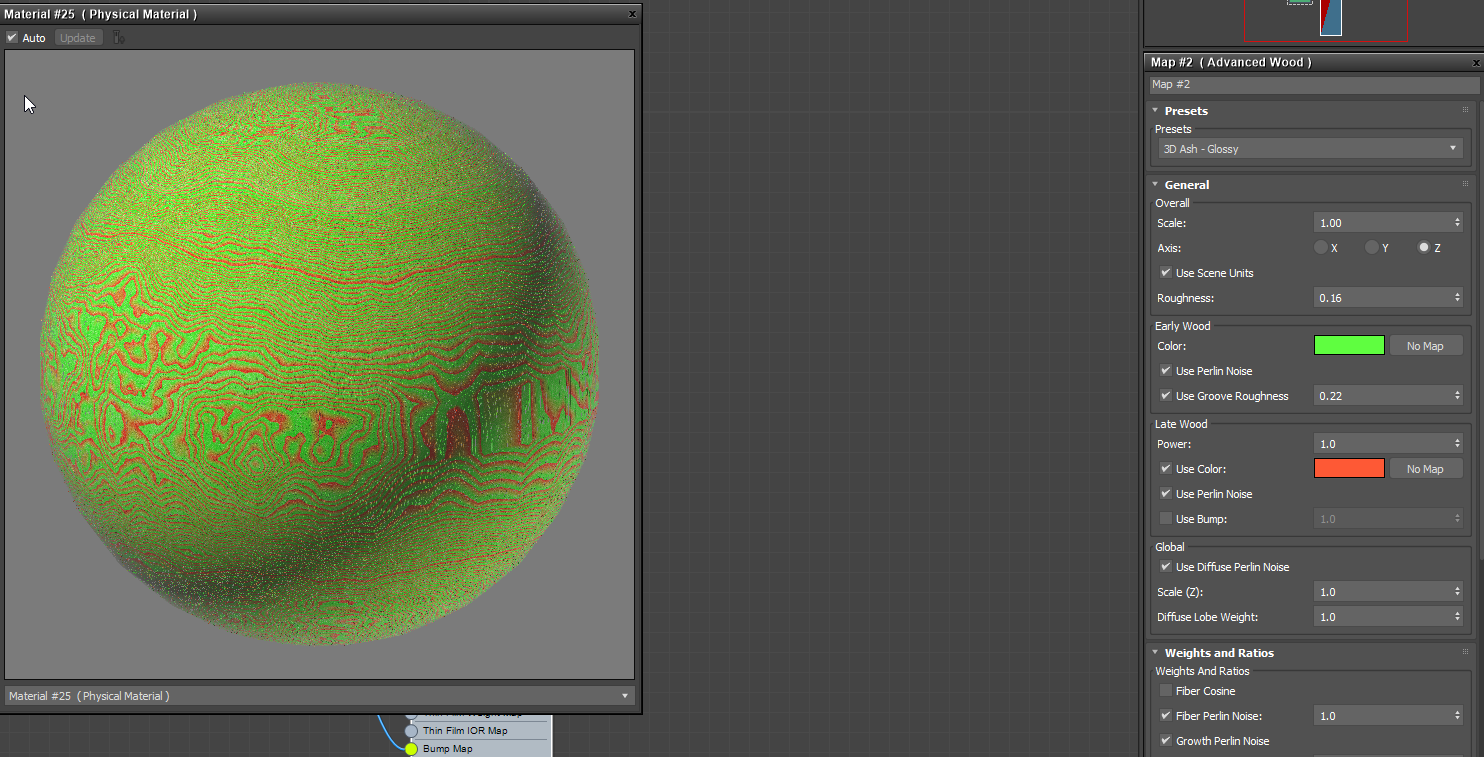 Material #25 ( Physical Material )
Auto
Update
Material #25 ( Physical Material )
Thin Film Weight Map
Thin Film IOR Map
Bump Map
Map #2 ( Advanced Wood )
Map #2
Presets
Presets
3D Ash - Glossy
General
Overall
Scale: 1.00
Axis: X Y Z
Use Scene Units
Roughness: 0.16
Early Wood
Color: No Map
Use Perlin Noise
Use Groove Roughness 0.22
Late Wood
Power: 1.0
Use Color: No Map
Use Perlin Noise
Use Bump: 1.0
Global
Use Diffuse Perlin Noise
Scale (Z): 1.0
Diffuse Lobe Weight: 1.0
Weights and Ratios
Weights And Ratios
Fiber Cosine
Fiber Perlin Noise: 1.0
Growth Perlin Noise